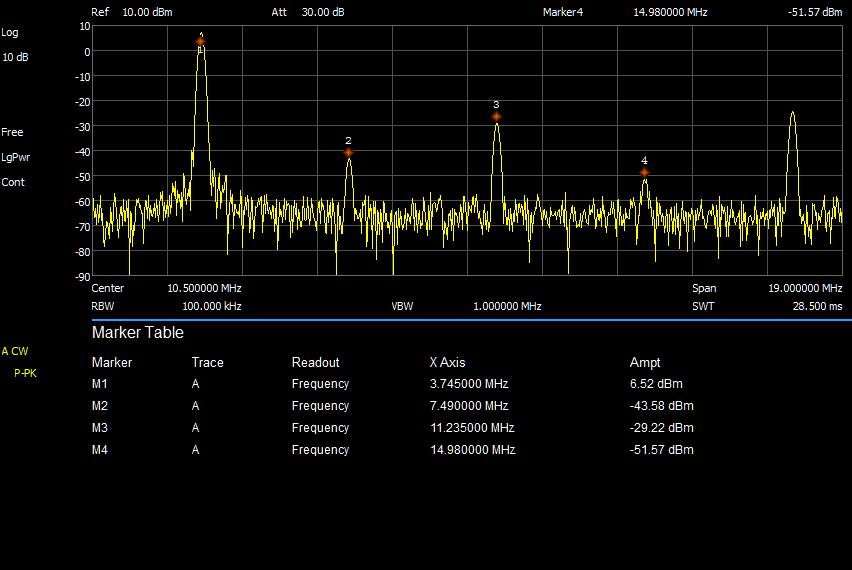 Ref 10.00 dBm Att 30.00 dB Marker4 14.980000 MHz -51.57 dBm
Log
10 dB
Free
LgPwr
Cont
10
0
-10
-20
-30
-40
-50
-60
-70
-80
-90
1
2
3
4
Center 10.500000 MHz Span 19.000000 MHz
RBW 100.000 kHz VBW 1.000000 MHz SWT 28.500 ms
A CW
P-PK
Marker Table
Marker Trace Readout X Axis Ampt
M1 A Frequency 3.745000 MHz 6.52 dBm
M2 A Frequency 7.490000 MHz -43.58 dBm
M3 A Frequency 11.235000 MHz -29.22 dBm
M4 A Frequency 14.980000 MHz -51.57 dBm